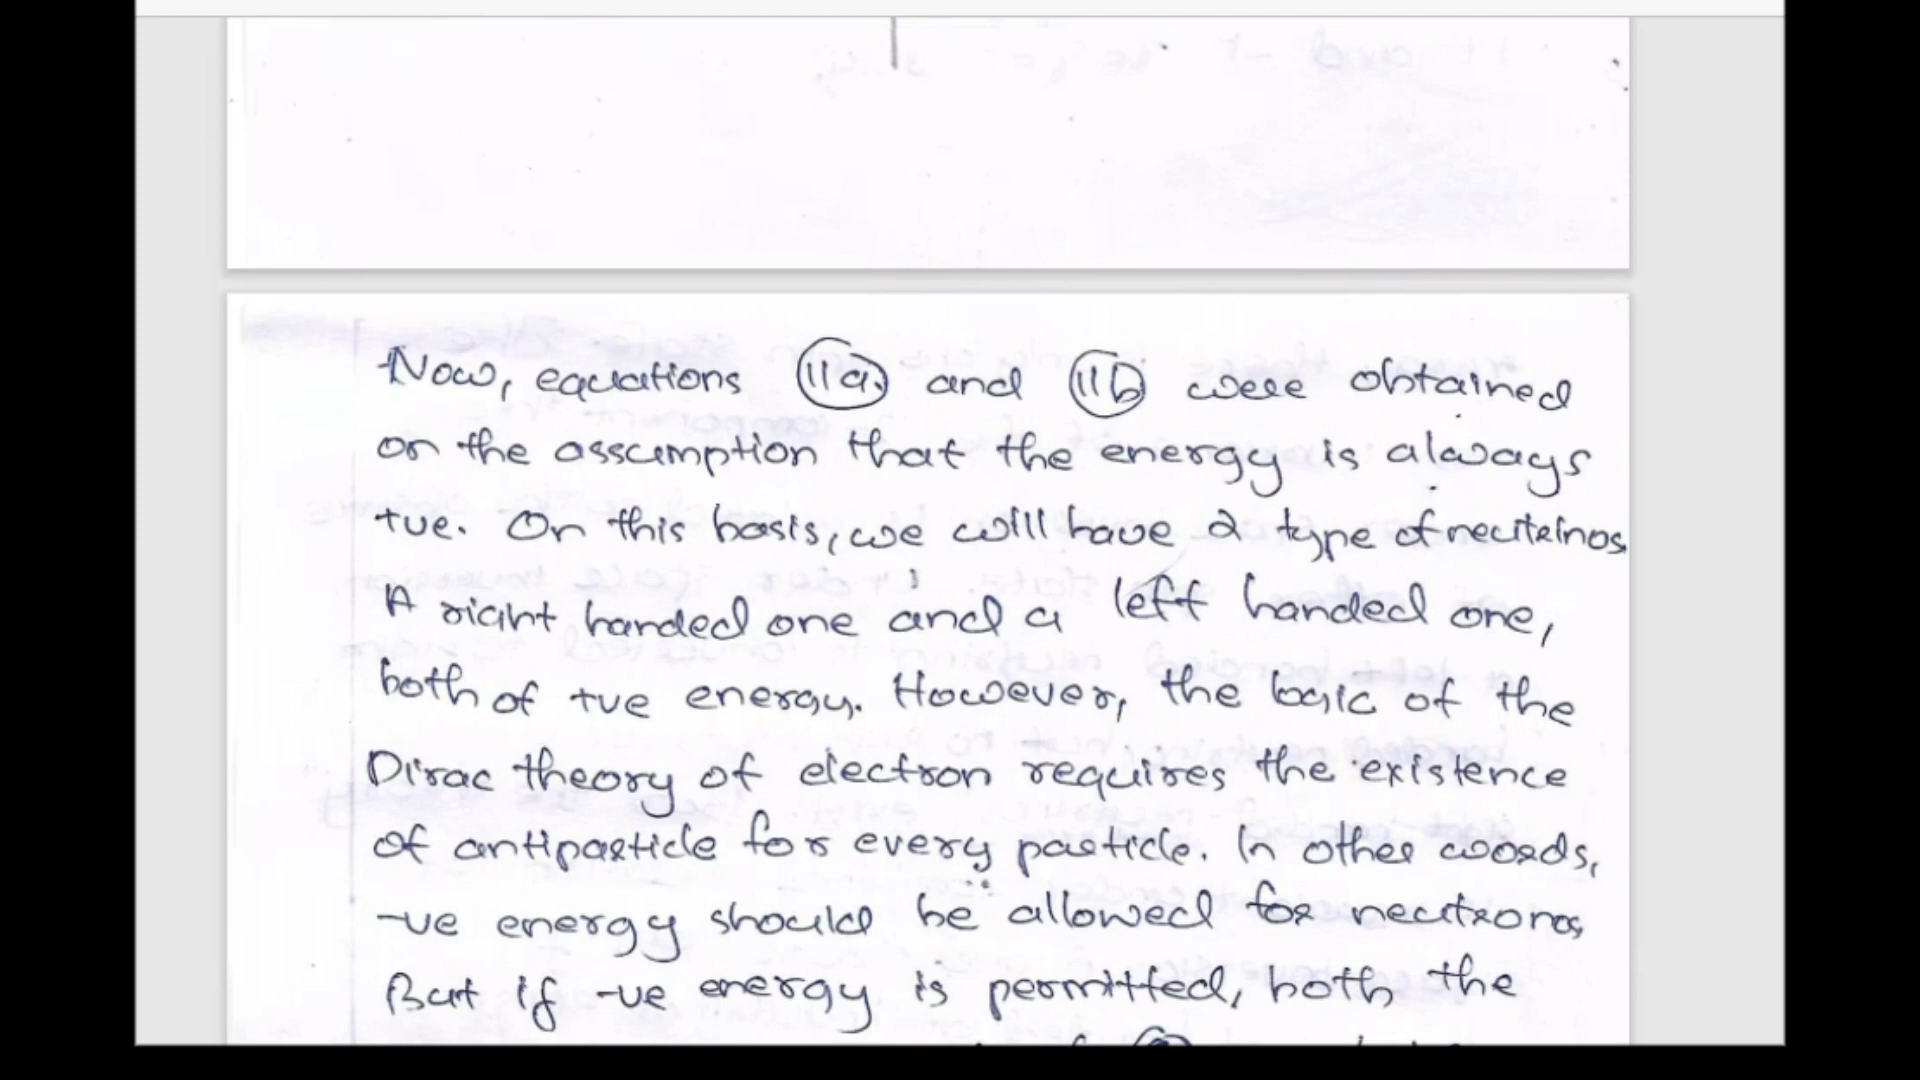 Now, equations 11a. and 11b were obtained
on the assumption that the energy is always
+ve. On this basis, we will have 2 type of neutrinos.
A right handed one and a left handed one,
both of +ve energy. However, the logic of the
Dirac theory of electron requires the existence
of antiparticle for every particle. In other words,
-ve energy should be allowed for neutrons,
But if -ve energy is permitted, both the